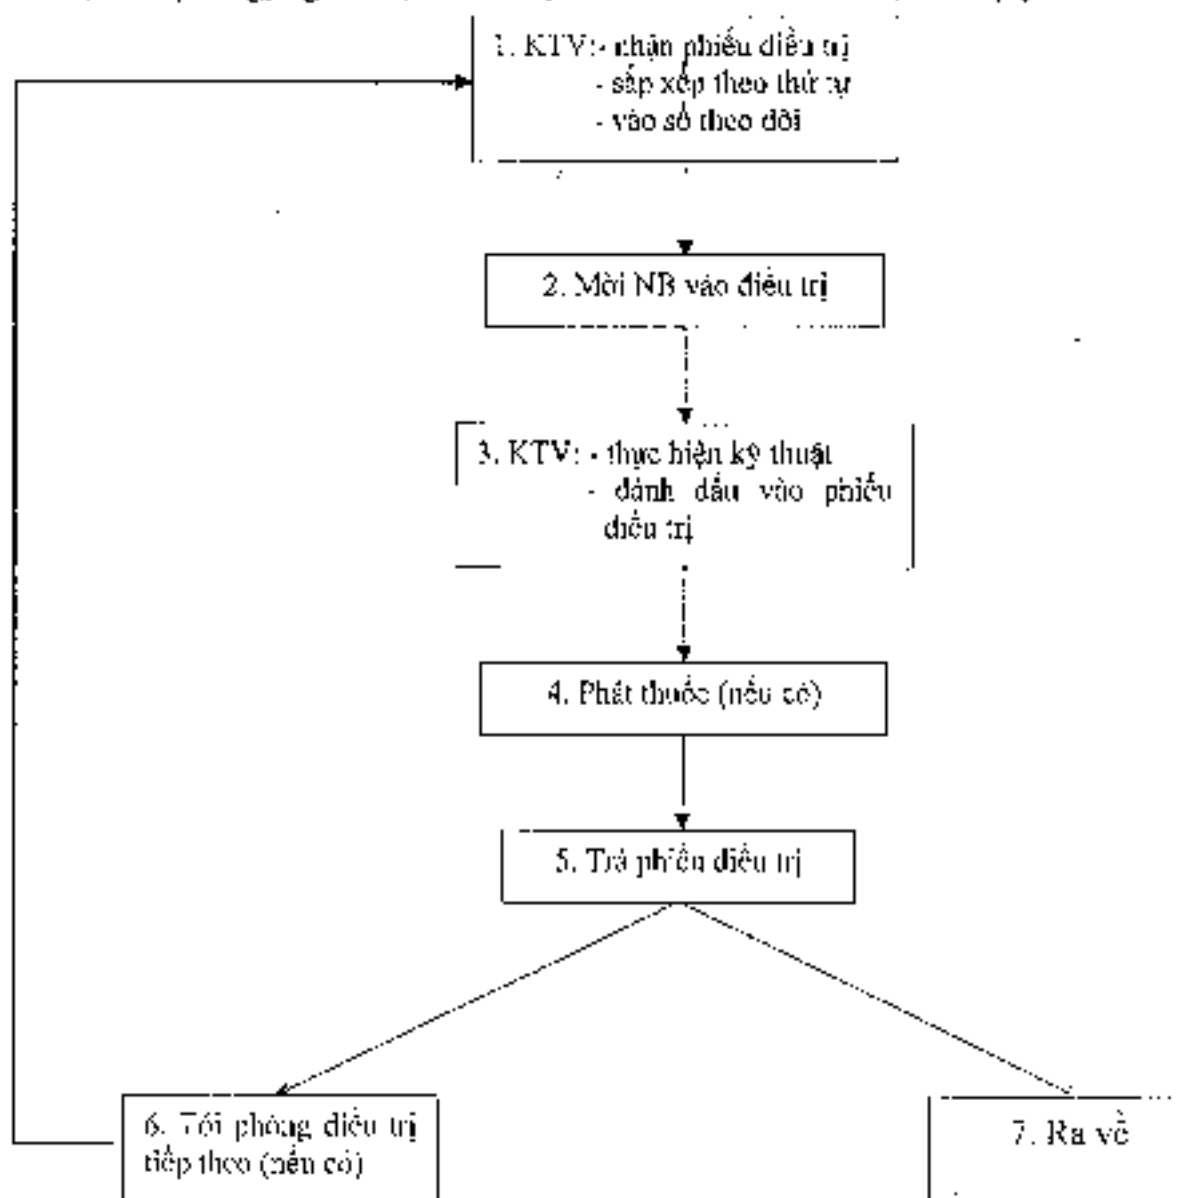 1. KTV:- nhận phiếu điều trị
- sắp xếp theo thứ tự
- vào sổ theo dõi
2. Mời NB vào điều trị
3. KTV: - thực hiện kỹ thuật
- đánh dấu vào phiếu
điều trị
4. Phát thuốc (nếu có)
5. Trả phiếu điều trị
6. Tới phòng điều trị
tiếp theo (nếu có)
7. Ra về